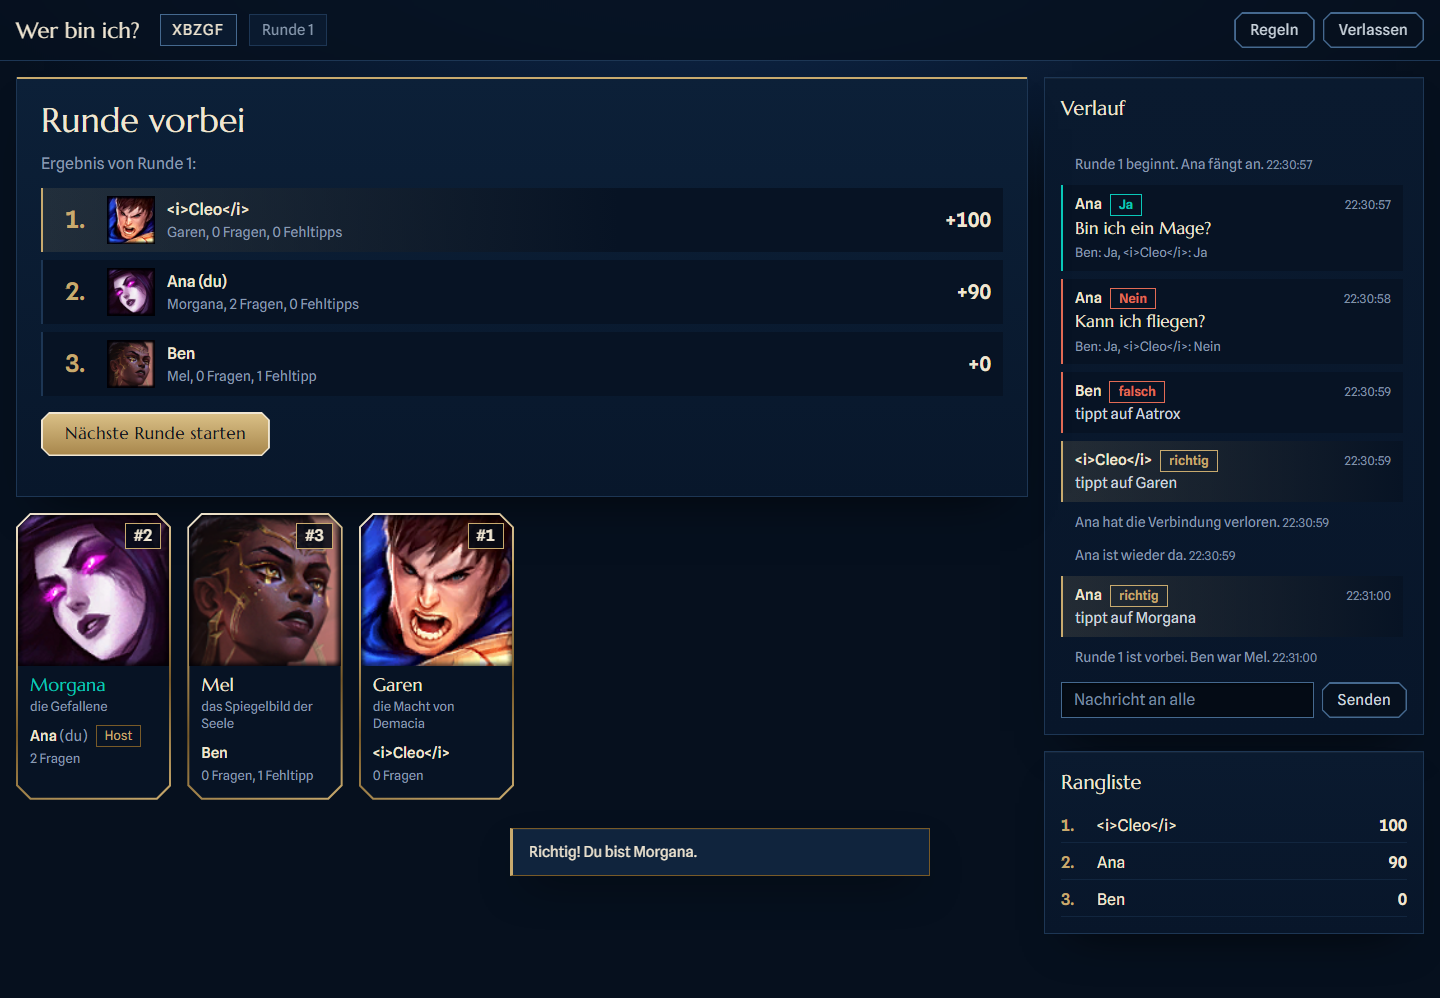 Wer bin ich?
XBZGF
Runde 1
Regeln
Verlassen
Runde vorbei
Ergebnis von Runde 1:
1.
<i>Cleo</i>
Garen, 0 Fragen, 0 Fehltipps
+100
2.
Ana (du)
Morgana, 2 Fragen, 0 Fehltipps
+90
3.
Ben
Mel, 0 Fragen, 1 Fehltipp
+0
Nächste Runde starten
#2
Morgana
die Gefallene
Ana (du) Host
2 Fragen
#3
Mel
das Spiegelbild der
Seele
Ben
0 Fragen, 1 Fehltipp
#1
Garen
die Macht von
Demacia
<i>Cleo</i>
0 Fragen
Richtig! Du bist Morgana.
Verlauf
Runde 1 beginnt. Ana fängt an. 22:30:57
Ana Ja 22:30:57
Bin ich ein Mage?
Ben: Ja, <i>Cleo</i>: Ja
Ana Nein 22:30:58
Kann ich fliegen?
Ben: Ja, <i>Cleo</i>: Nein
Ben falsch 22:30:59
tippt auf Aatrox
<i>Cleo</i> richtig 22:30:59
tippt auf Garen
Ana hat die Verbindung verloren. 22:30:59
Ana ist wieder da. 22:30:59
Ana richtig 22:31:00
tippt auf Morgana
Runde 1 ist vorbei. Ben war Mel. 22:31:00
Nachricht an alle
Senden
Rangliste
1. <i>Cleo</i> 100
2. Ana 90
3. Ben 0